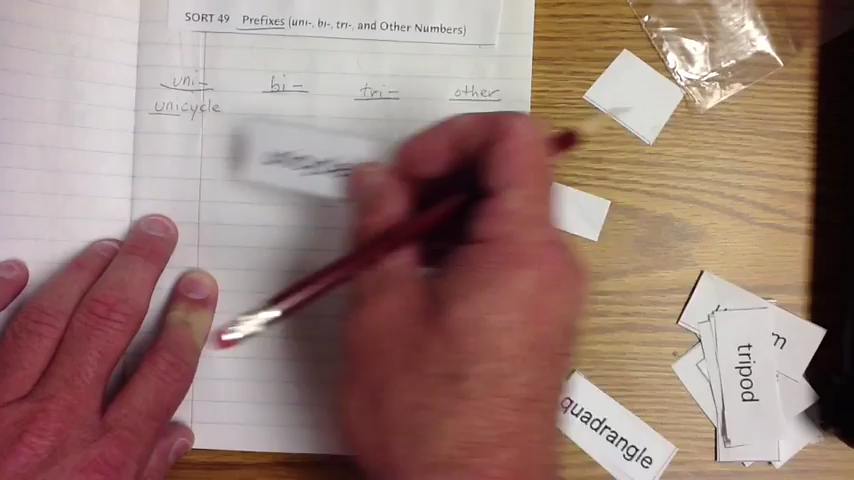 SORT 49 Prefixes (uni-, bi-, tri-, and Other Numbers)
uni- bi- tri- other
unicycle
tripod
quadrangle